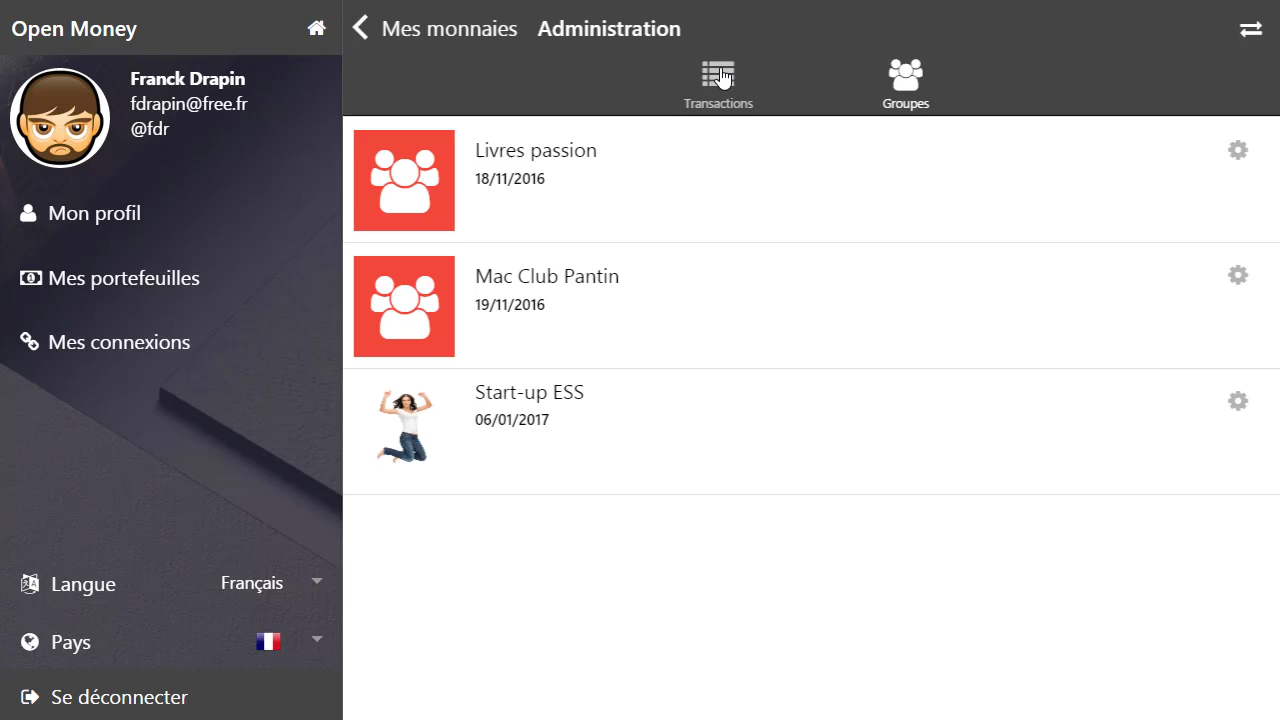 Open Money
Franck Drapin
fdrapin@free.fr
@fdr
Mon profil
Mes portefeuilles
Mes connexions
Langue Français
Pays
Se déconnecter
Mes monnaies Administration
Transactions Groupes
Livres passion
18/11/2016
Mac Club Pantin
19/11/2016
Start-up ESS
06/01/2017